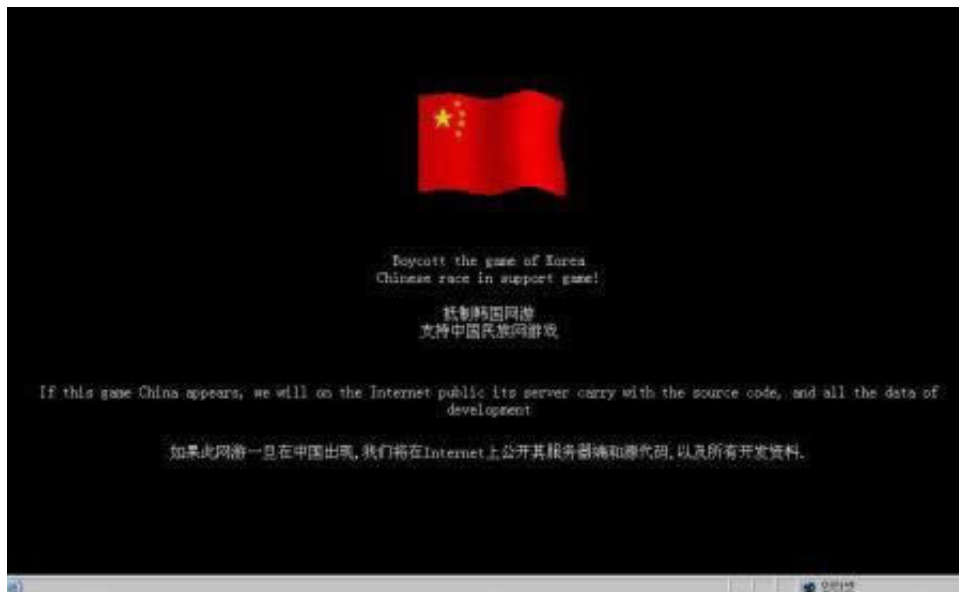 Boycott the game of Korea
Chinese race in support game!
抵制韩国网游
支持中国民族网游戏
If this game China appears, we will on the Internet public its server carry with the source code, and all the data of
development
如果此网游一旦在中国出现,我们将在Internet上公开其服务器端和源代码,以及所有开发资料.
인터넷